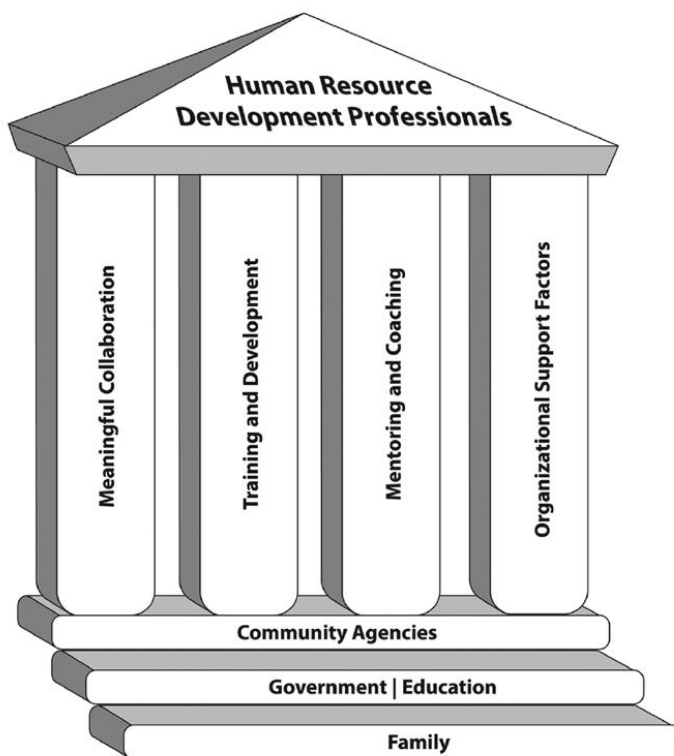 Human Resource
Development Professionals
Meaningful Collaboration
Training and Development
Mentoring and Coaching
Organizational Support Factors
Community Agencies
Government | Education
Family